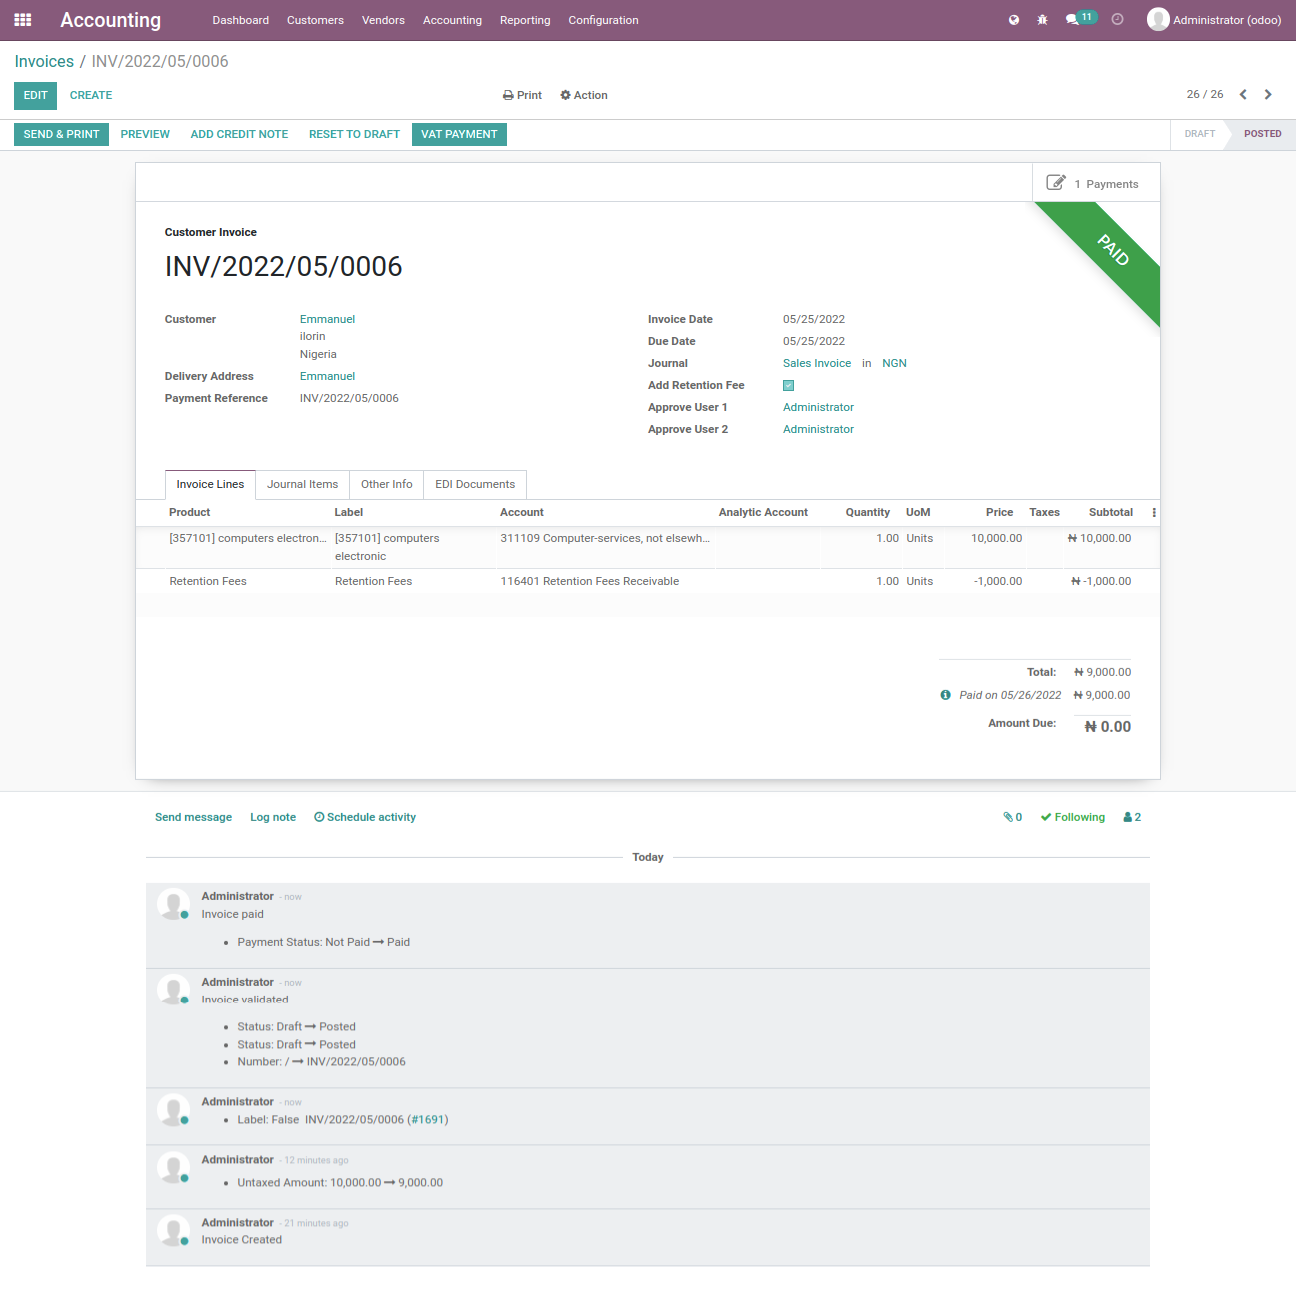 Accounting Dashboard Customers Vendors Accounting Reporting Configuration 11 Administrator (odoo)
Invoices / INV/2022/05/0006
EDIT CREATE Print Action 26 / 26
SEND & PRINT PREVIEW ADD CREDIT NOTE RESET TO DRAFT VAT PAYMENT DRAFT POSTED
1 Payments
PAID
Customer Invoice
INV/2022/05/0006
Customer Emmanuel Invoice Date 05/25/2022
ilorin
Nigeria Due Date 05/25/2022
Journal Sales Invoice in NGN
Delivery Address Emmanuel Add Retention Fee
Payment Reference INV/2022/05/0006 Approve User 1 Administrator
Approve User 2 Administrator
Invoice Lines Journal Items Other Info EDI Documents
Product Label Account Analytic Account Quantity UoM Price Taxes Subtotal
[357101] computers electron... [357101] computers 311109 Computer-services, not elsewh... 1.00 Units 10,000.00 ₦ 10,000.00
electronic
Retention Fees Retention Fees 116401 Retention Fees Receivable 1.00 Units -1,000.00 ₦ -1,000.00
Total: ₦ 9,000.00
Paid on 05/26/2022 ₦ 9,000.00
Amount Due: ₦ 0.00
Send message Log note Schedule activity 0 Following 2
Today
Administrator - now
Invoice paid
• Payment Status: Not Paid → Paid
Administrator - now
Invoice validated
• Status: Draft → Posted
• Status: Draft → Posted
• Number: / → INV/2022/05/0006
Administrator - now
• Label: False INV/2022/05/0006 (#1691)
Administrator - 12 minutes ago
• Untaxed Amount: 10,000.00 → 9,000.00
Administrator - 21 minutes ago
Invoice Created